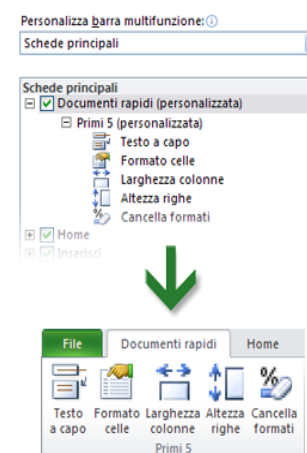 Personalizza barra multifunzione:
Schede principali
Schede principali
Documenti rapidi (personalizzata)
Primi 5 (personalizzata)
Testo a capo
Formato celle
Larghezza colonne
Altezza righe
Cancella formati
Home
Inserisci
File Documenti rapidi Home
Testo Formato Larghezza Altezza Cancella
a capo celle colonne righe formati
Primi 5